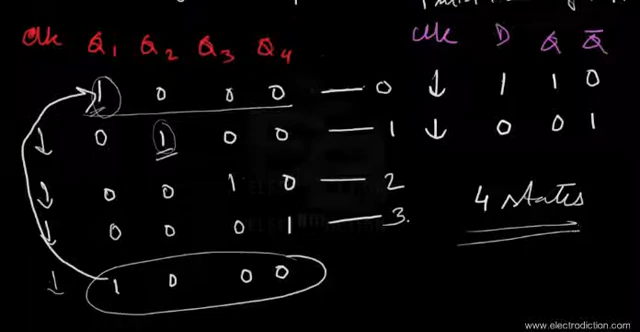 Clk Q1 Q2 Q3 Q4
1 0 0 0 — 0
↓ 0 1 0 0 — 1
↓ 0 0 1 0 — 2
↓ 0 0 0 1 — 3.
↓ 1 0 0 0
Clk D Q Q̅
↓ 1 1 0
↓ 0 0 1
4 states
www.electrodiction.com